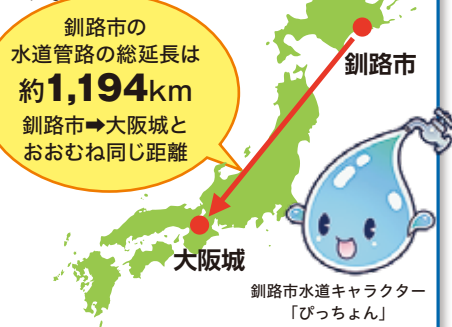 釧路市の
水道管路の総延長は
約1,194km
釧路市➡大阪城と
おおむね同じ距離
釧路市
大阪城
釧路市水道キャラクター
「ぴっちょん」